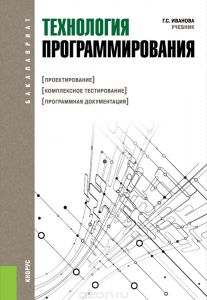 Г.С. ИВАНОВА
УЧЕБНИК
ТЕХНОЛОГИЯ
ПРОГРАММИРОВАНИЯ
[ПРОЕКТИРОВАНИЕ]
[КОМПЛЕКСНОЕ ТЕСТИРОВАНИЕ]
[ПРОГРАММНАЯ ДОКУМЕНТАЦИЯ]
БАКАЛАВРИАТ
КНОРУС